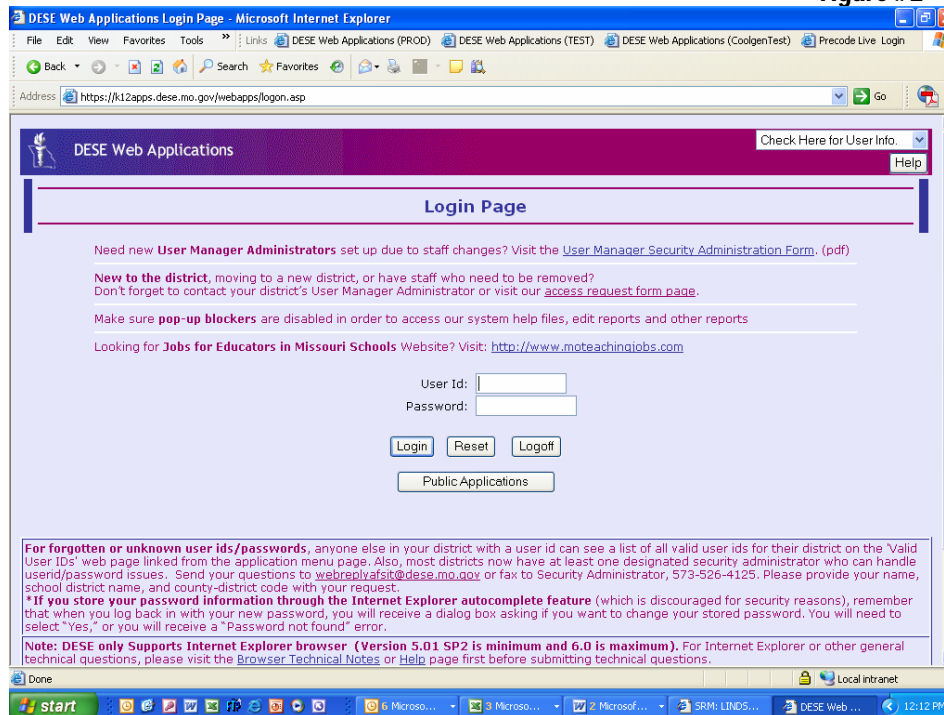 DESE Web Applications Login Page - Microsoft Internet Explorer
File Edit View Favorites Tools » Links DESE Web Applications (PROD) DESE Web Applications (TEST) DESE Web Applications (CoolgenTest) Precode Live Login
Back Search Favorites
Address https://k12apps.dese.mo.gov/webapps/logon.asp Go
DESE Web Applications
Check Here for User Info.
Help
Login Page
Need new User Manager Administrators set up due to staff changes? Visit the User Manager Security Administration Form. (pdf)
New to the district, moving to a new district, or have staff who need to be removed?
Don't forget to contact your district's User Manager Administrator or visit our access request form page.
Make sure pop-up blockers are disabled in order to access our system help files, edit reports and other reports
Looking for Jobs for Educators in Missouri Schools Website? Visit: http://www.moteachingjobs.com
User Id:
Password:
Login Reset Logoff
Public Applications
For forgotten or unknown user ids/passwords, anyone else in your district with a user id can see a list of all valid user ids for their district on the 'Valid
User IDs' web page linked from the application menu page. Also, most districts now have at least one designated security administrator who can handle
userid/password issues. Send your questions to webreplyafsit@dese.mo.gov or fax to Security Administrator, 573-526-4125. Please provide your name,
school district name, and county-district code with your request.
*If you store your password information through the Internet Explorer autocomplete feature (which is discouraged for security reasons), remember
that when you log back in with your new password, you will receive a dialog box asking if you want to change your stored password. You will need to
select "Yes," or you will receive a "Password not found" error.
Note: DESE only Supports Internet Explorer browser (Version 5.01 SP2 is minimum and 6.0 is maximum). For Internet Explorer or other general
technical questions, please visit the Browser Technical Notes or Help page first before submitting technical questions.
Done Local intranet
start 6 Microso... 3 Microso... 2 Microsof... SRM: LINDS... DESE Web ... 12:12 PM